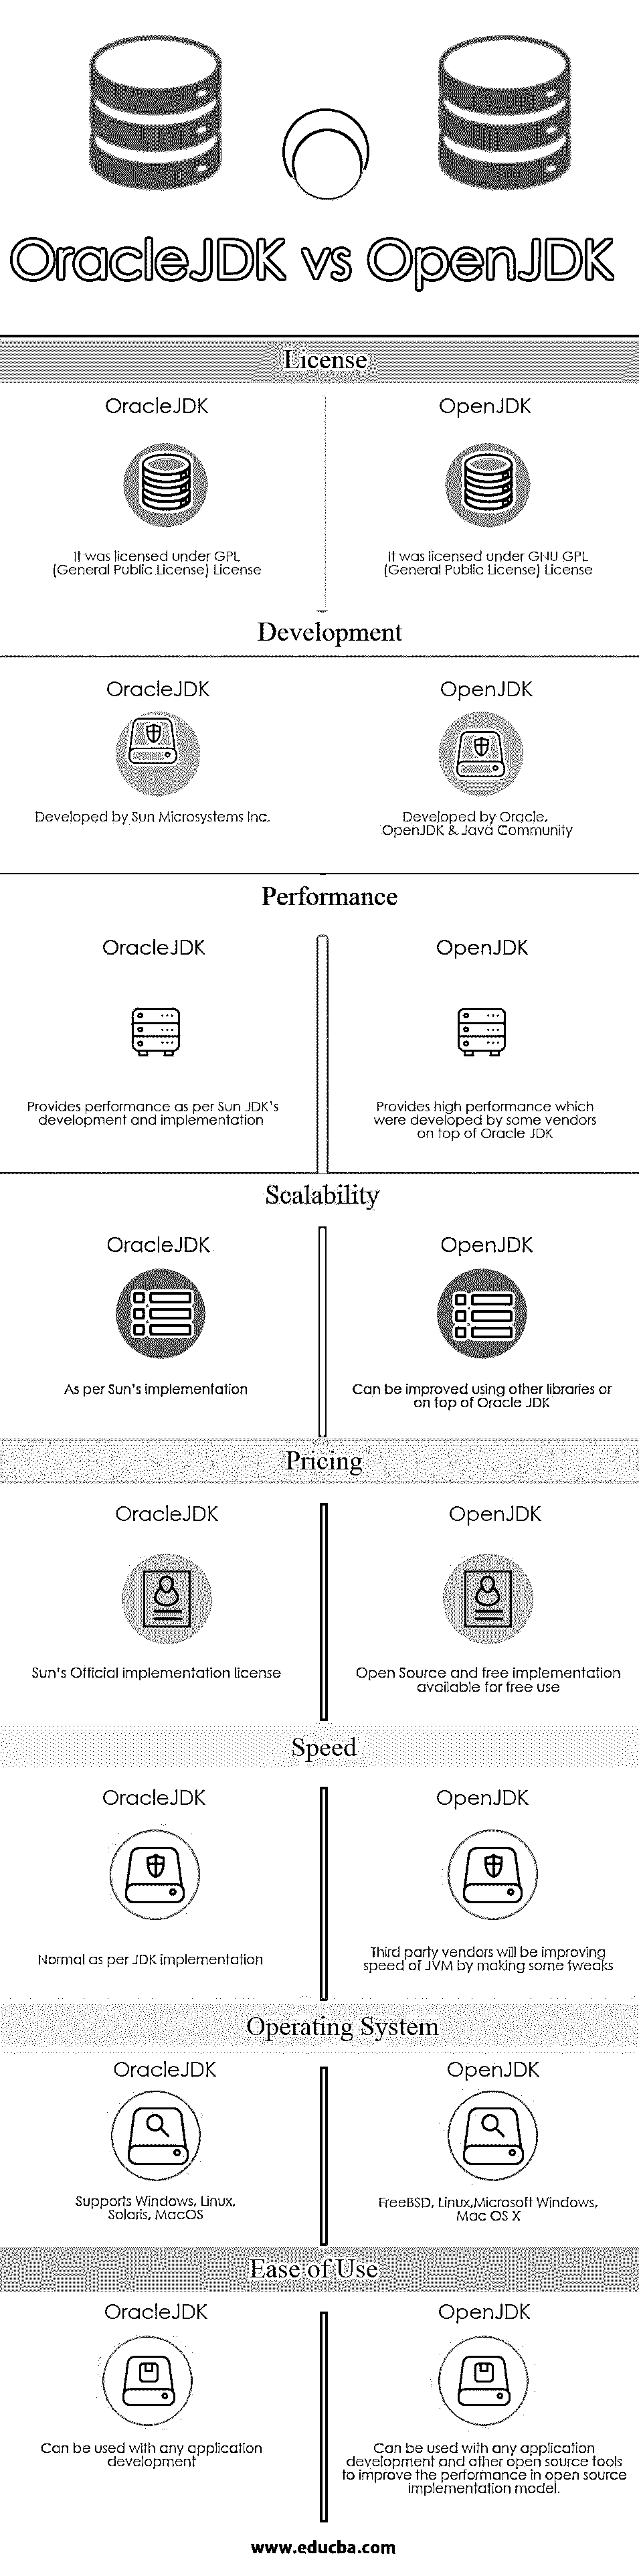 OracleJDK vs OpenJDK
License
OracleJDK
OpenJDK
It was licensed under GPL
(General Public License) License
It was licensed under GNU GPL
(General Public License) License
Development
OracleJDK
OpenJDK
Developed by Sun Microsystems Inc.
Developed by Oracle,
OpenJDK & Java Community
Performance
OracleJDK
OpenJDK
Provides performance as per Sun JDK's
development and implementation
Provides high performance which
were developed by some vendors
on top of Oracle JDK
Scalability
OracleJDK
OpenJDK
As per Sun's implementation
Can be improved using other libraries or
on top of Oracle JDK
Pricing
OracleJDK
OpenJDK
Sun's Official implementation license
Open Source and free implementation
available for free use
Speed
OracleJDK
OpenJDK
Normal as per JDK implementation
Third party vendors will be improving
speed of JVM by making some tweaks
Operating System
OracleJDK
OpenJDK
Supports Windows, Linux,
Solaris, MacOS
FreeBSD, Linux,Microsoft Windows,
Mac OS X
Ease of Use
OracleJDK
OpenJDK
Can be used with any application
development
Can be used with any application
development and other open source tools
to improve the performance in open source
implementation model.
www.educba.com